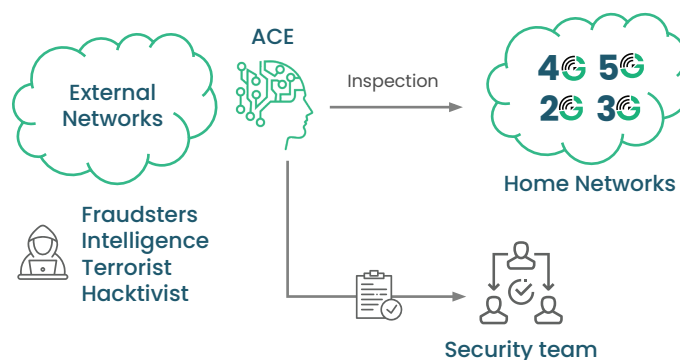 ACE
External
Networks
Inspection
4G 5G
2G 3G
Home Networks
Fraudsters
Intelligence
Terrorist
Hacktivist
Security team